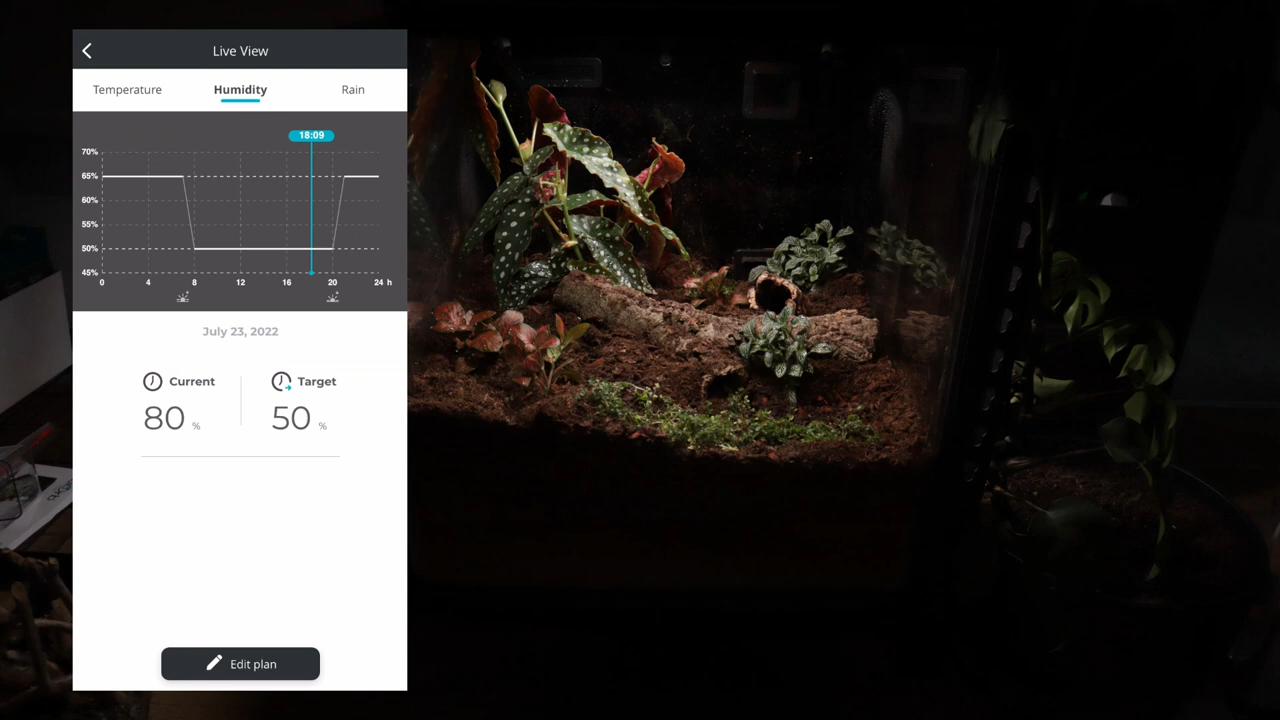 Live View
Temperature Humidity Rain
18:09
70%
65%
60%
55%
50%
45%
0 4 8 12 16 20 24 h
July 23, 2022
Current Target
80 % 50 %
Edit plan